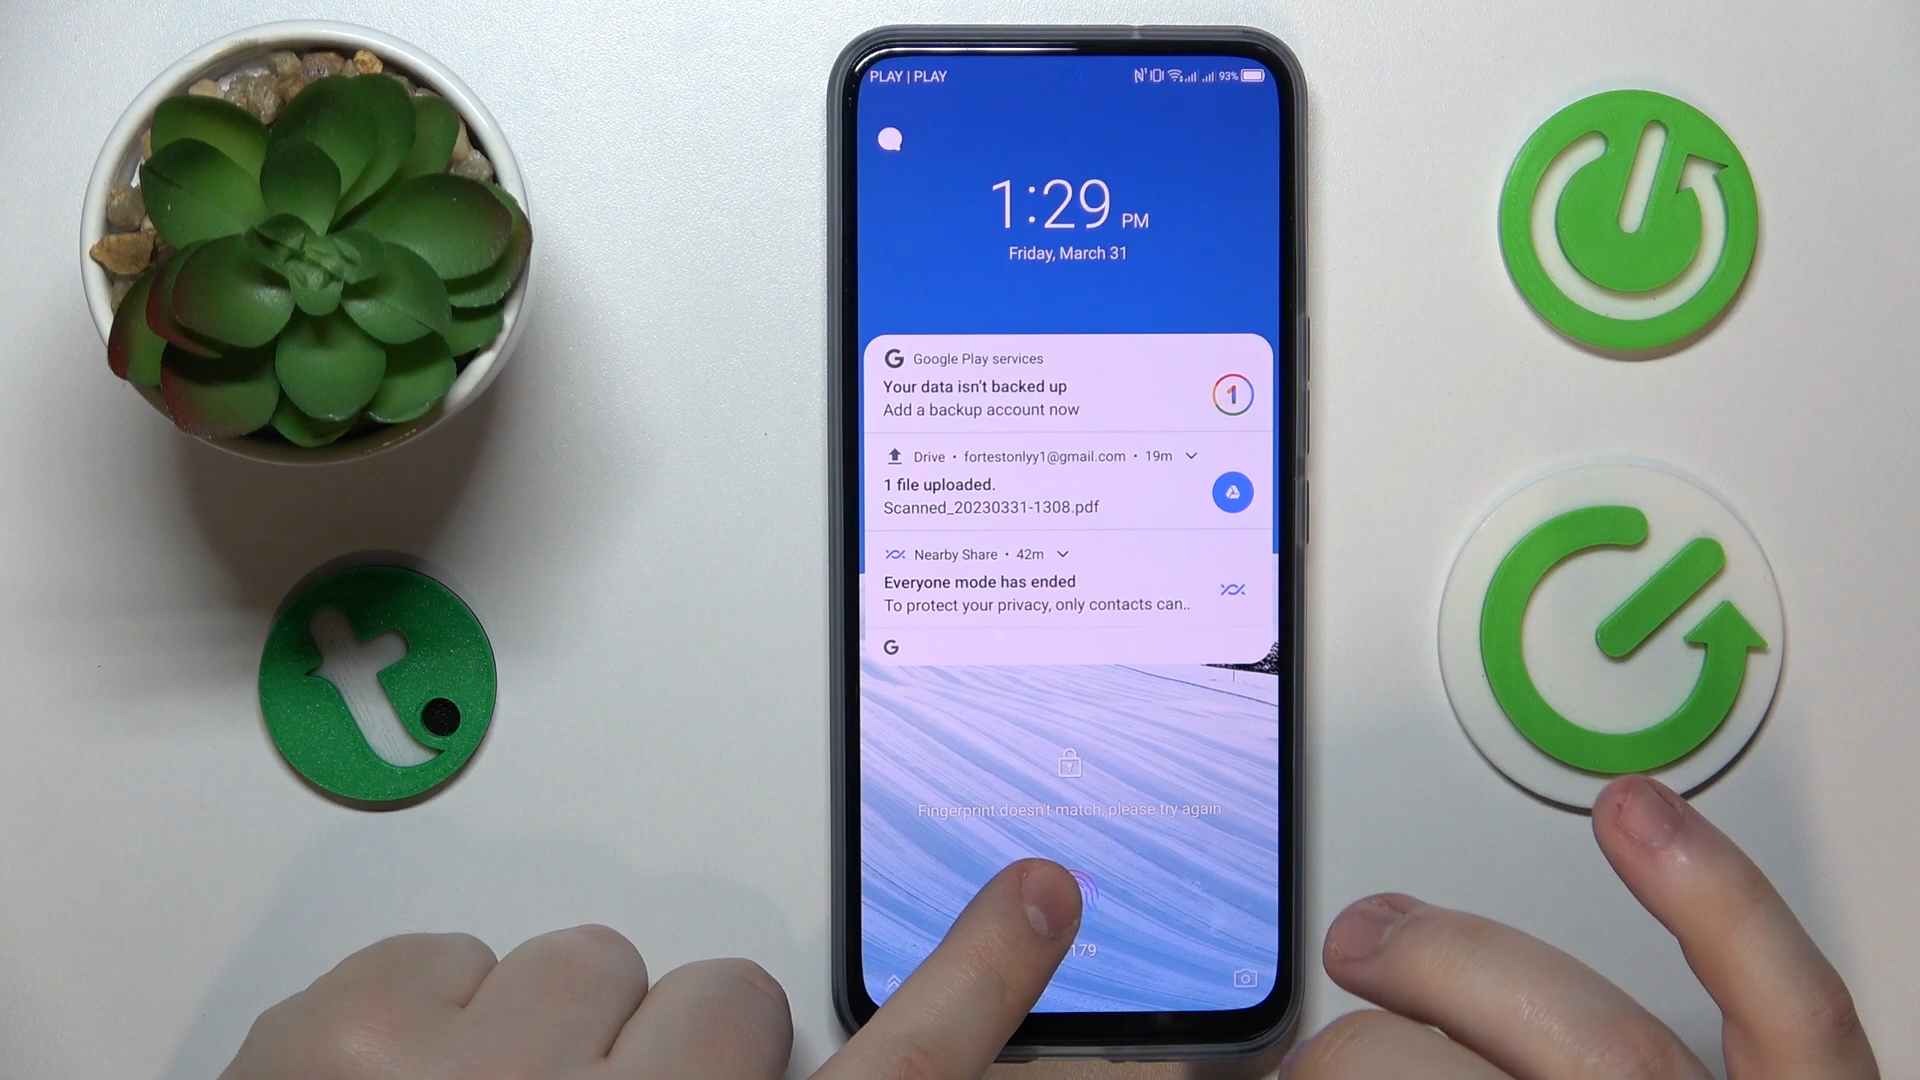 PLAY | PLAY
93%
1:29 PM
Friday, March 31
Google Play services
Your data isn't backed up
Add a backup account now
1
Drive • fortestonlyy1@gmail.com • 19m
1 file uploaded.
Scanned_20230331-1308.pdf
Nearby Share • 42m
Everyone mode has ended
To protect your privacy, only contacts can..
G
Fingerprint doesn't match, please try again
179
t